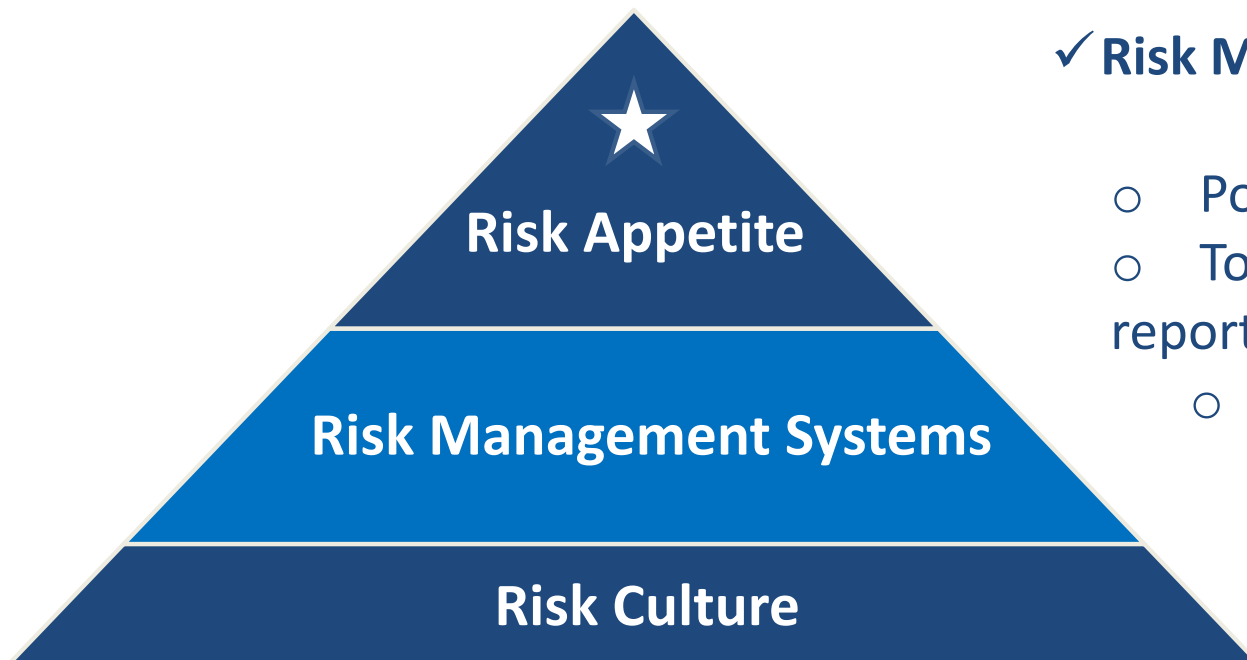 ✓ Risk M
○ Po
○ To
report
○
Risk Appetite
Risk Management Systems
Risk Culture